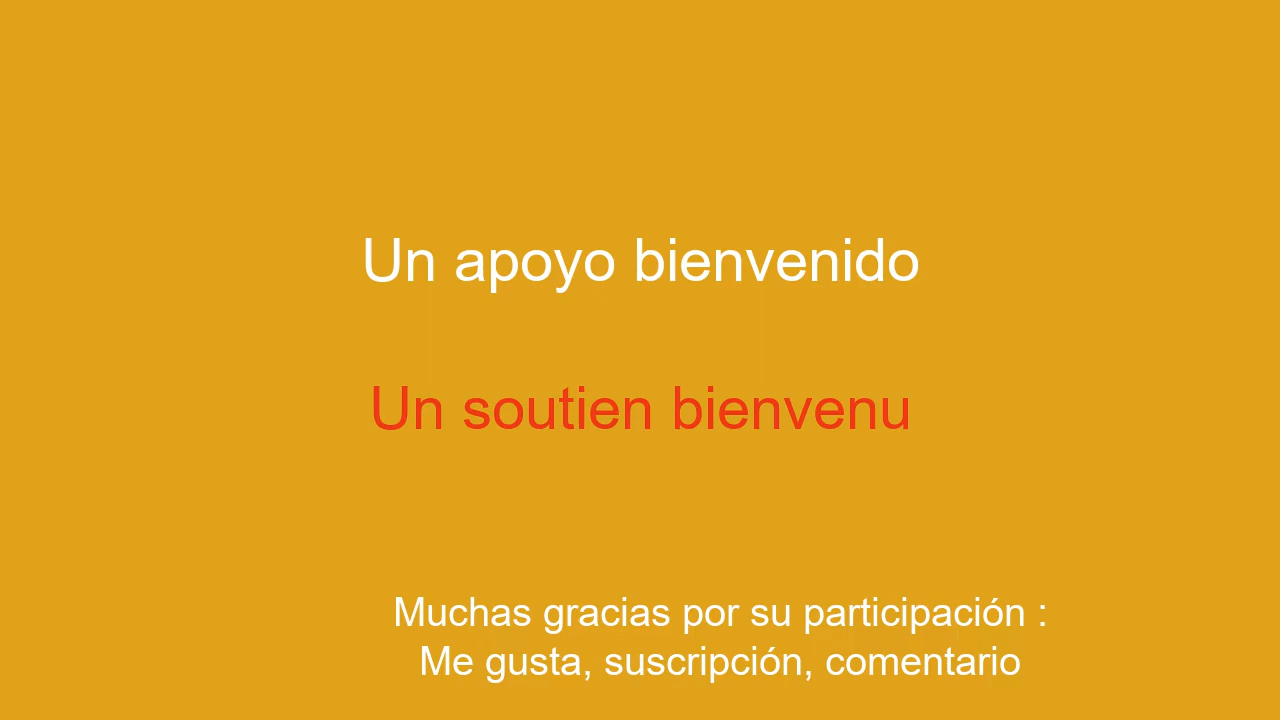 Un apoyo bienvenido
Un soutien bienvenu
Muchas gracias por su participación :
Me gusta, suscripción, comentario